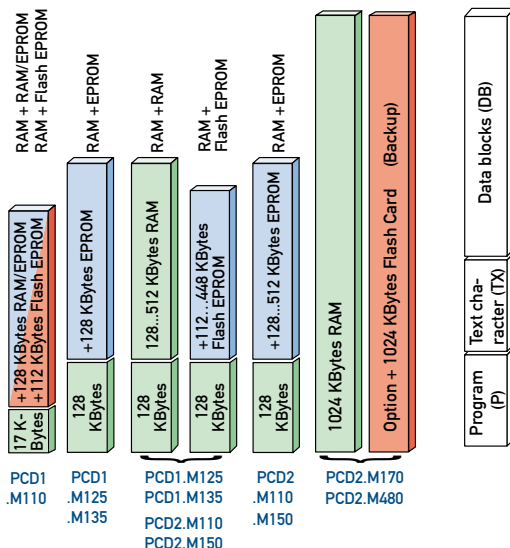 RAM + RAM/EPROM
RAM + Flash EPROM
RAM + EPROM
RAM +RAM
RAM +
Flash EPROM
RAM + EPROM
+128 KBytes RAM/EPROM
+112 KBytes Flash EPROM
17 K-
Bytes
+128 KBytes EPROM
128
KBytes
128...512 KBytes RAM
128
KBytes
+112...448 KBytes
Flash EPROM
128
KBytes
+128...512 KBytes EPROM
128
KBytes
1024 KBytes RAM
Option + 1024 KBytes Flash Card (Backup)
Data blocks (DB)
Text cha-
racter (TX)
Program
(P)
PCD1
.M110
PCD1
.M125
.M135
PCD1.M125
PCD1.M135
PCD2.M110
PCD2.M150
PCD2
.M110
.M150
PCD2.M170
PCD2.M480